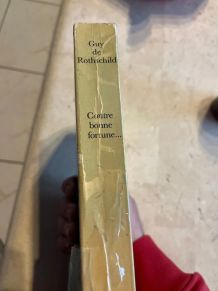 Guy
de
Rothschild
Contre
bonne
fortune...